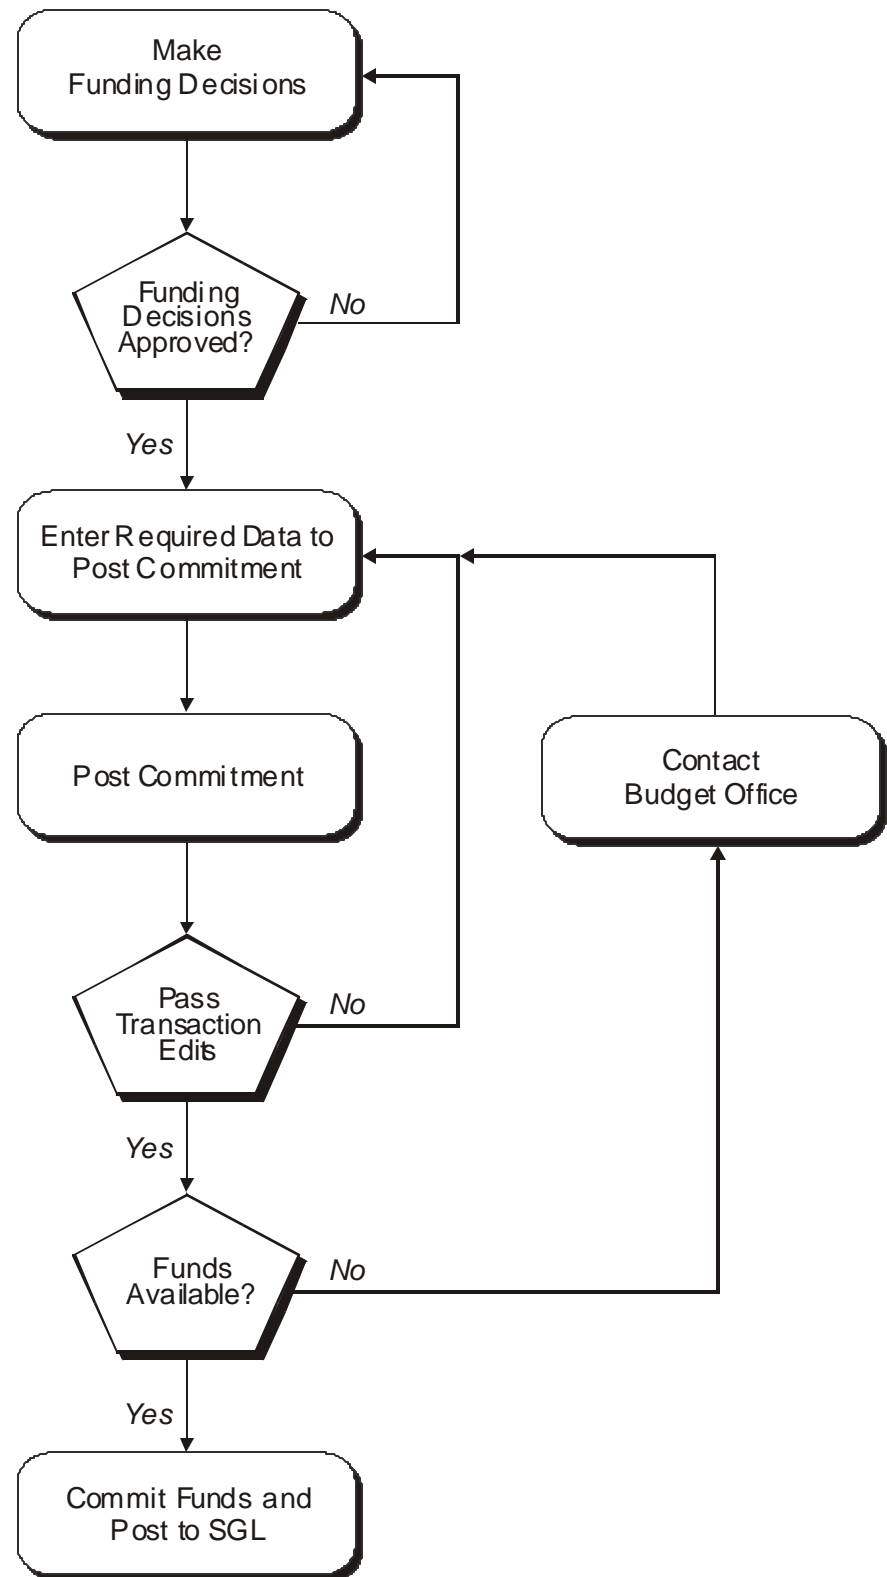 Make
Funding Decisions
Funding
Decisions
Approved?
No
Yes
Enter Required Data to
Post Commitment
Post Commitment
Contact
Budget Office
Pass
Transaction
Edits
No
Yes
Funds
Available?
No
Yes
Commit Funds and
Post to SGL